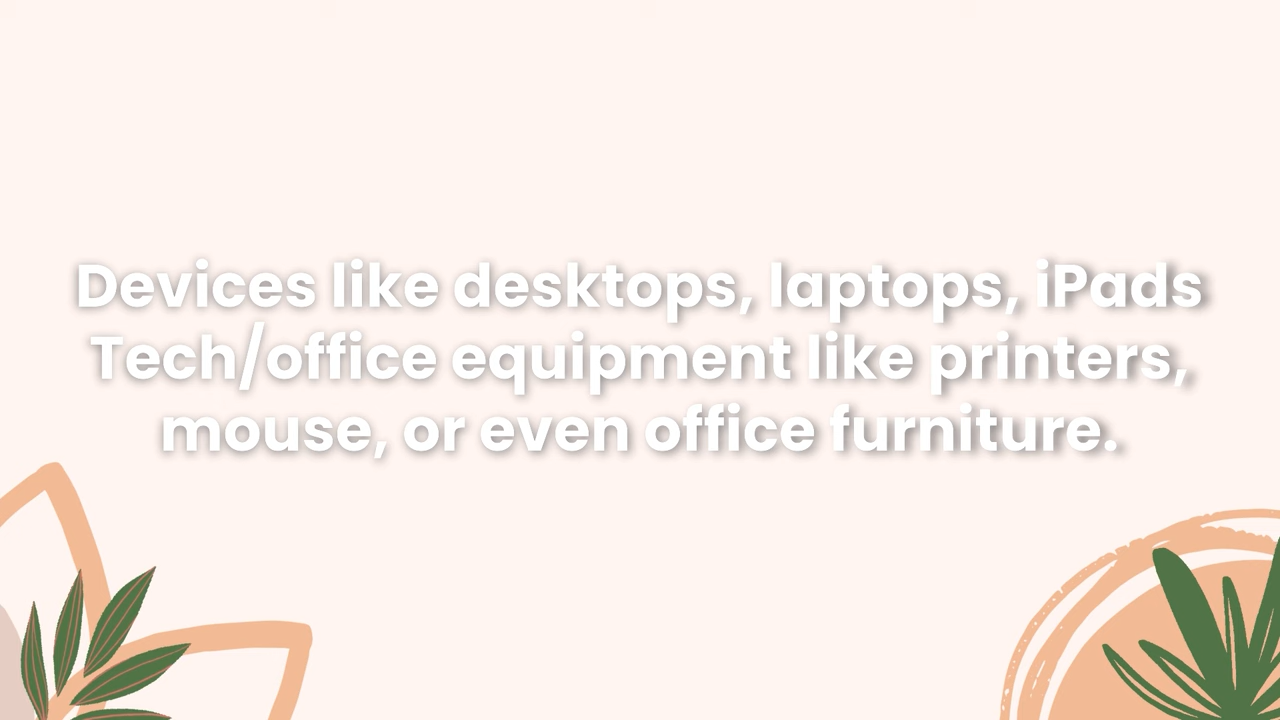 Devices like desktops, laptops, iPads
Tech/office equipment like printers,
mouse, or even office furniture.